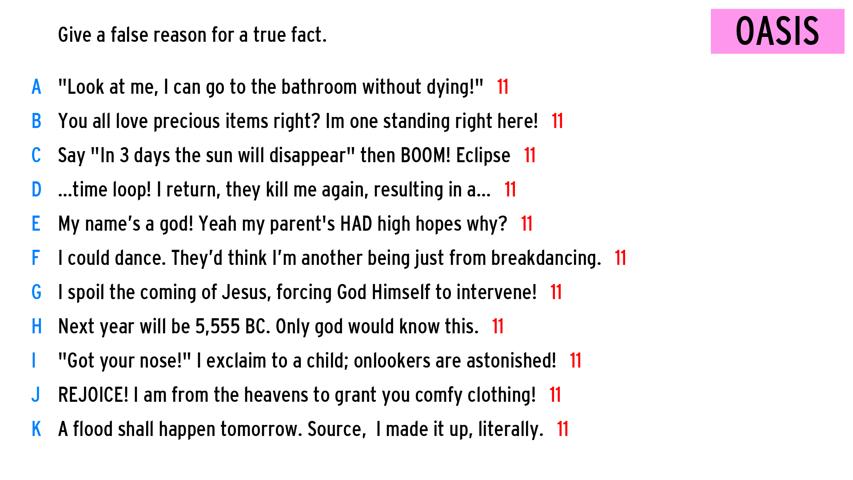 Give a false reason for a true fact.
OASIS
A "Look at me, I can go to the bathroom without dying!" 11
B You all love precious items right? Im one standing right here! 11
C Say "In 3 days the sun will disappear" then BOOM! Eclipse 11
D ...time loop! I return, they kill me again, resulting in a... 11
E My name's a god! Yeah my parent's HAD high hopes why? 11
F I could dance. They'd think I'm another being just from breakdancing. 11
G I spoil the coming of Jesus, forcing God Himself to intervene! 11
H Next year will be 5,555 BC. Only god would know this. 11
I "Got your nose!" I exclaim to a child; onlookers are astonished! 11
J REJOICE! I am from the heavens to grant you comfy clothing! 11
K A flood shall happen tomorrow. Source, I made it up, literally. 11